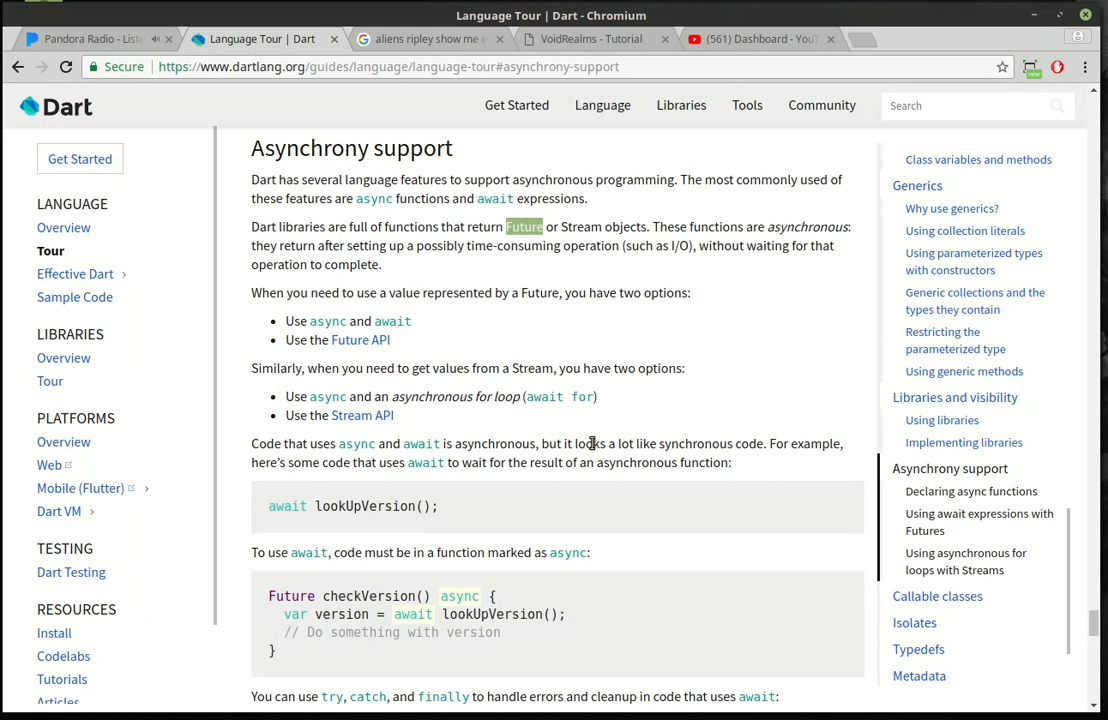 Language Tour | Dart - Chromium
Pandora Radio - List
Language Tour | Dart
aliens ripley show me e
VoidRealms - Tutorial
(561) Dashboard - YouT
Secure
https://www.dartlang.org/guides/language/language-tour#asynchrony-support
new
Dart
Get Started
Language
Libraries
Tools
Community
Search
Get Started
LANGUAGE
Overview
Tour
Effective Dart
Sample Code
LIBRARIES
Overview
Tour
PLATFORMS
Overview
Web
Mobile (Flutter)
Dart VM
TESTING
Dart Testing
RESOURCES
Install
Codelabs
Tutorials
Articles
Asynchrony support
Dart has several language features to support asynchronous programming. The most commonly used of
these features are async functions and await expressions.
Dart libraries are full of functions that return Future or Stream objects. These functions are asynchronous:
they return after setting up a possibly time-consuming operation (such as I/O), without waiting for that
operation to complete.
When you need to use a value represented by a Future, you have two options:
• Use async and await
• Use the Future API
Similarly, when you need to get values from a Stream, you have two options:
• Use async and an asynchronous for loop (await for)
• Use the Stream API
Code that uses async and await is asynchronous, but it looks a lot like synchronous code. For example,
here's some code that uses await to wait for the result of an asynchronous function:
await lookUpVersion();
To use await, code must be in a function marked as async:
Future checkVersion() async {
var version = await lookUpVersion();
// Do something with version
}
You can use try, catch, and finally to handle errors and cleanup in code that uses await:
Class variables and methods
Generics
Why use generics?
Using collection literals
Using parameterized types
with constructors
Generic collections and the
types they contain
Restricting the
parameterized type
Using generic methods
Libraries and visibility
Using libraries
Implementing libraries
Asynchrony support
Declaring async functions
Using await expressions with
Futures
Using asynchronous for
loops with Streams
Callable classes
Isolates
Typedefs
Metadata